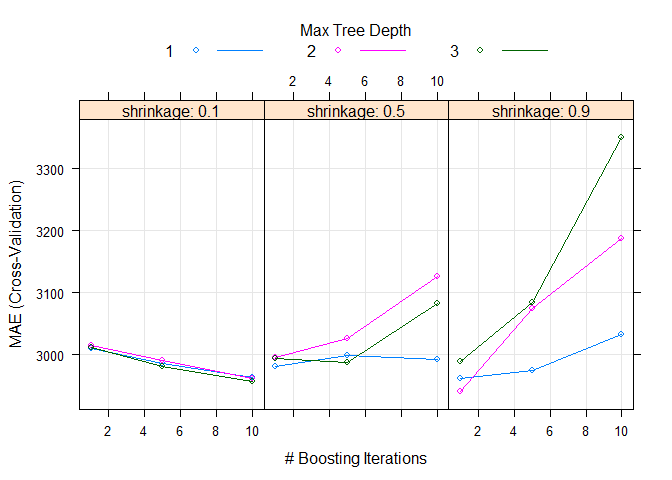 Max Tree Depth
1 2 3
2 4 6 8 10
shrinkage: 0.1 shrinkage: 0.5 shrinkage: 0.9
3300
3200
3100
3000
MAE (Cross-Validation)
2 4 6 8 10 2 4 6 8 10
# Boosting Iterations